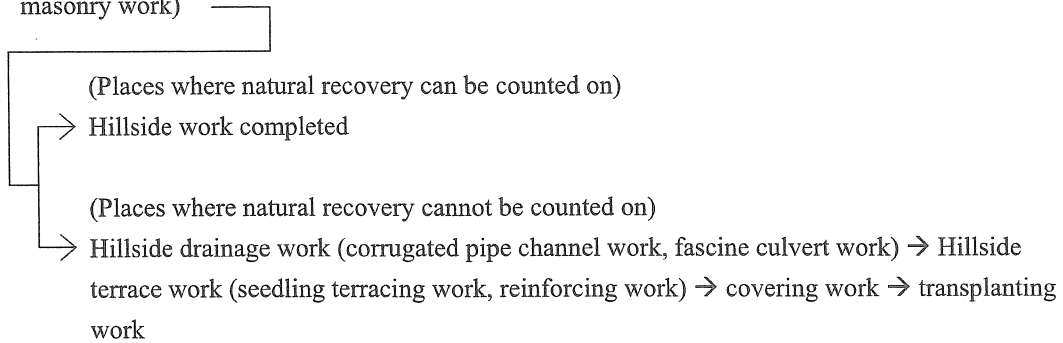 masonry work)
(Places where natural recovery can be counted on)
Hillside work completed
(Places where natural recovery cannot be counted on)
Hillside drainage work (corrugated pipe channel work, fascine culvert work) → Hillside
terrace work (seedling terracing work, reinforcing work) → covering work → transplanting
work